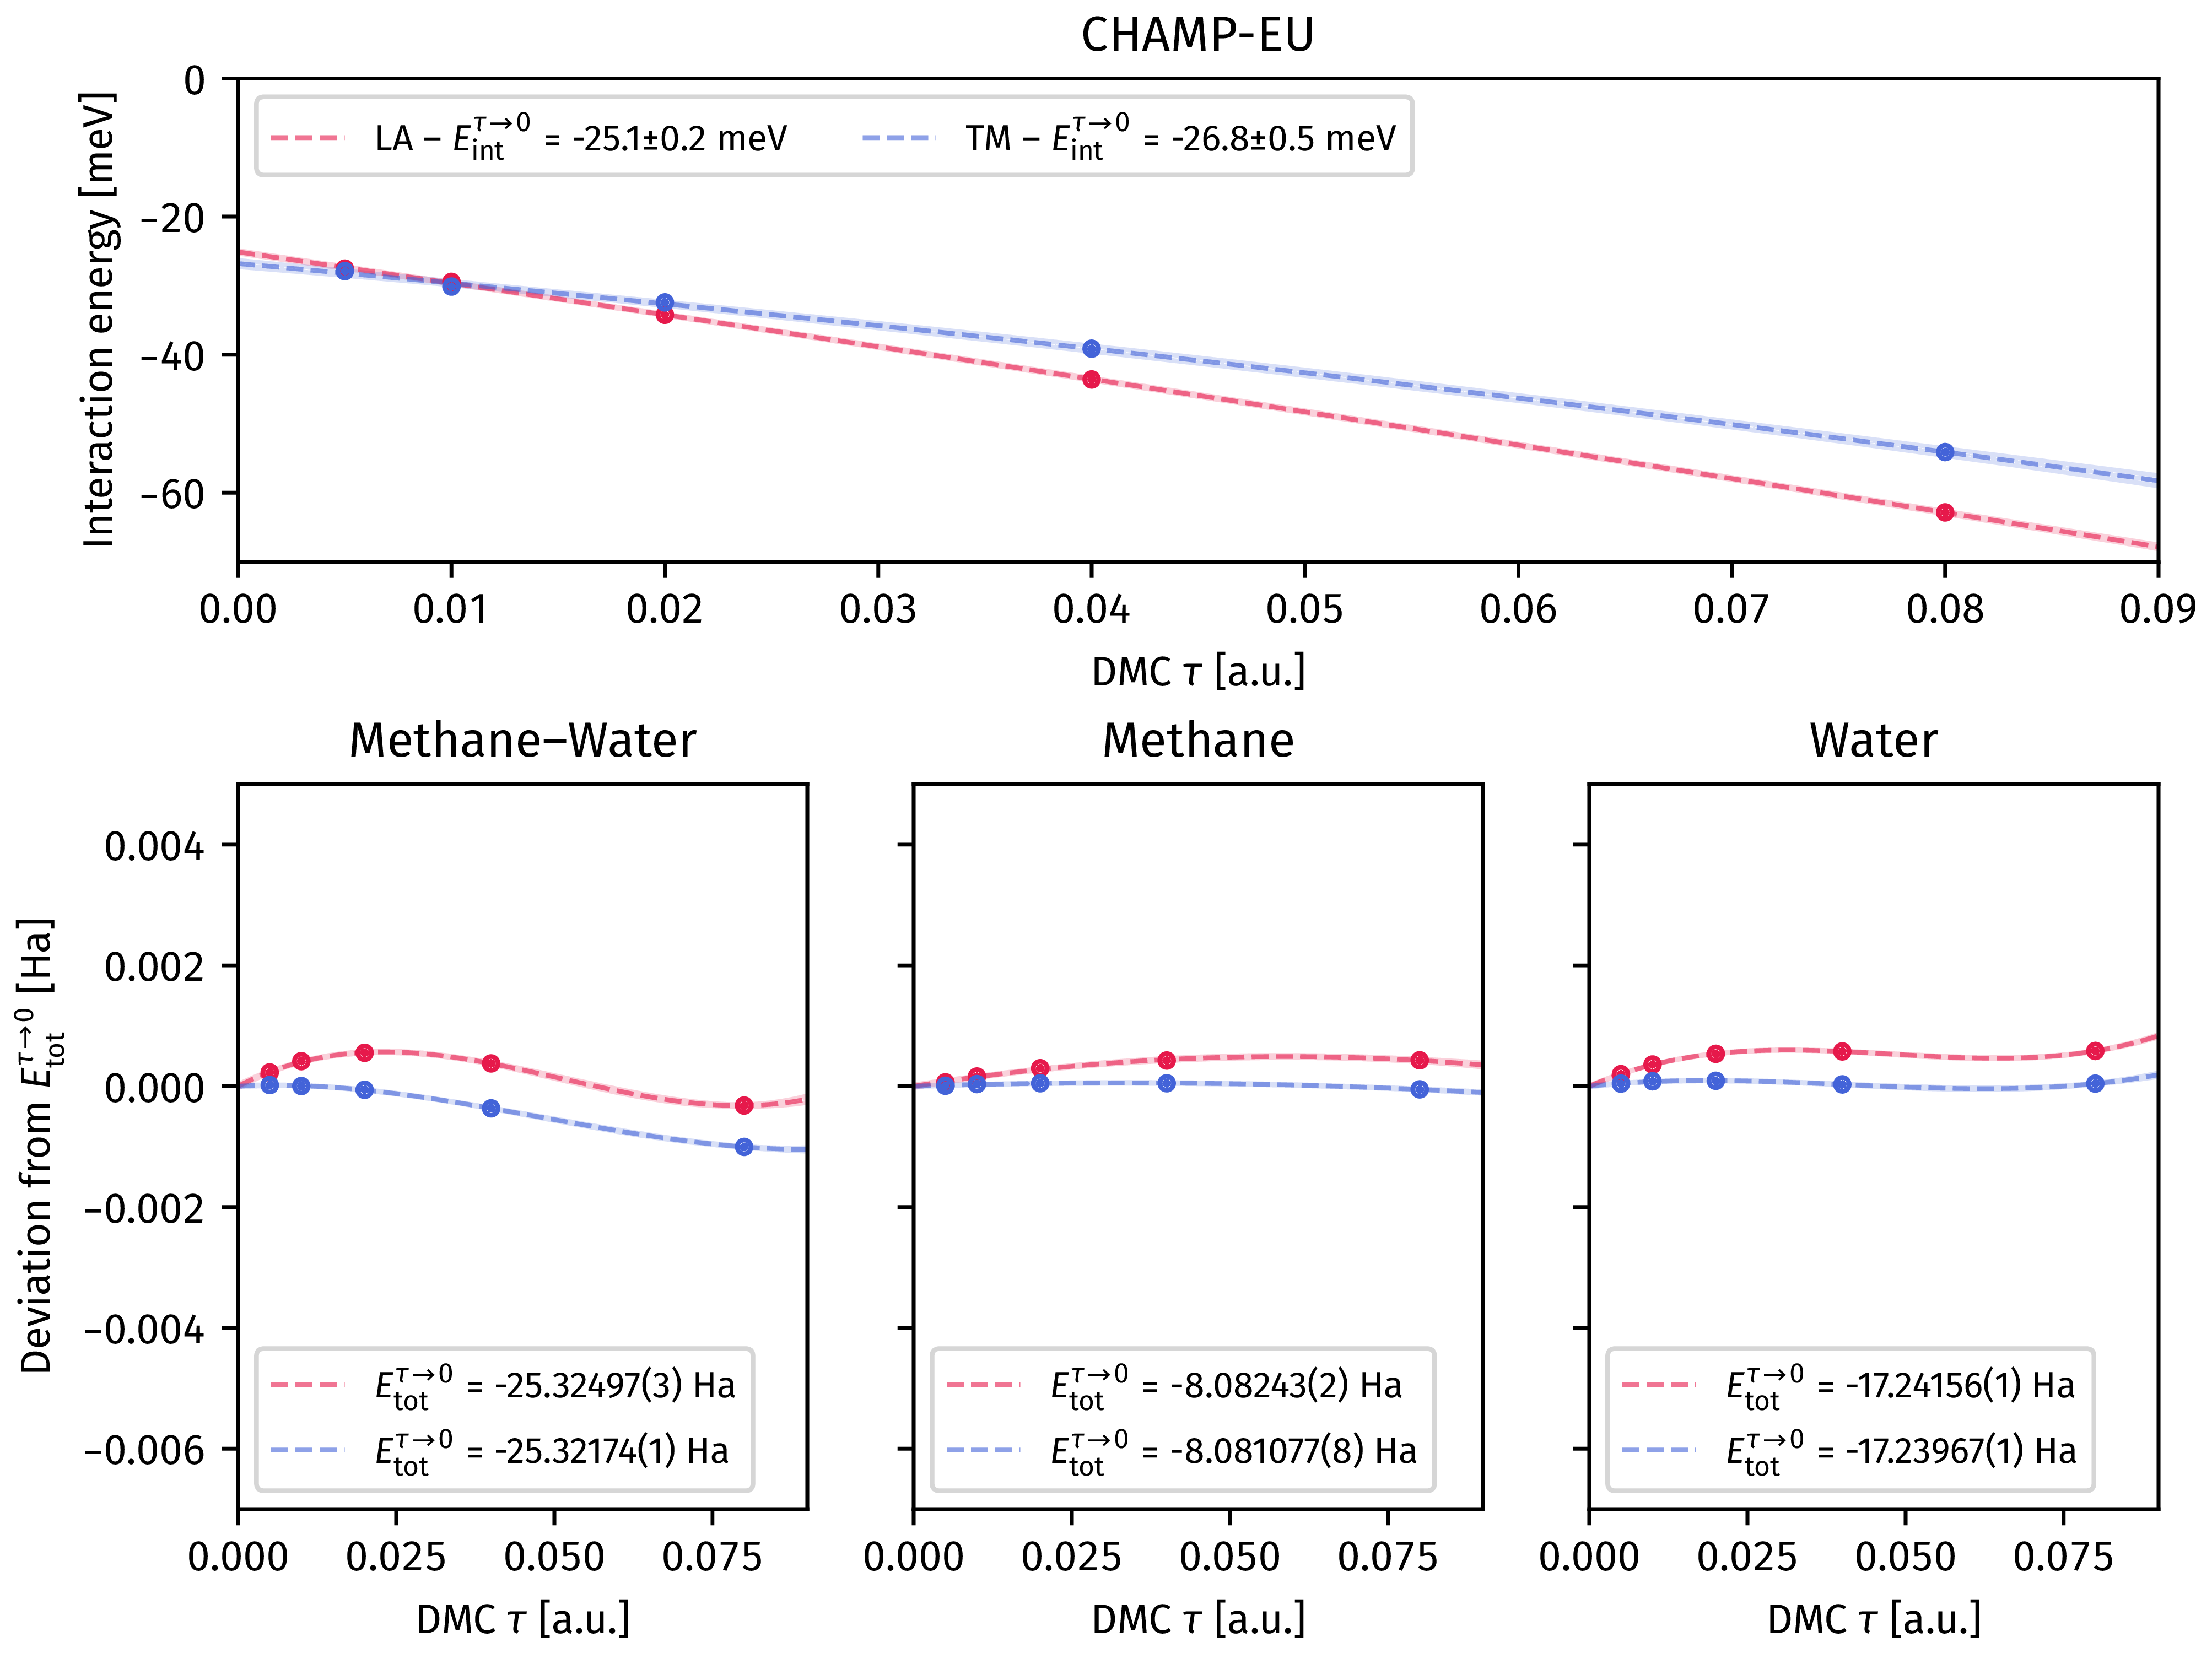 CHAMP-EU
Interaction energy [meV]
0
−20
−40
−60
LA – E_int^{τ→0} = -25.1±0.2 meV
TM – E_int^{τ→0} = -26.8±0.5 meV
0.00 0.01 0.02 0.03 0.04 0.05 0.06 0.07 0.08 0.09
DMC τ [a.u.]
Methane–Water
Methane
Water
Deviation from E_tot^{τ→0} [Ha]
0.004
0.002
0.000
−0.002
−0.004
−0.006
E_tot^{τ→0} = -25.32497(3) Ha
E_tot^{τ→0} = -25.32174(1) Ha
E_tot^{τ→0} = -8.08243(2) Ha
E_tot^{τ→0} = -8.081077(8) Ha
E_tot^{τ→0} = -17.24156(1) Ha
E_tot^{τ→0} = -17.23967(1) Ha
0.000 0.025 0.050 0.075
0.000 0.025 0.050 0.075
0.000 0.025 0.050 0.075
DMC τ [a.u.]
DMC τ [a.u.]
DMC τ [a.u.]